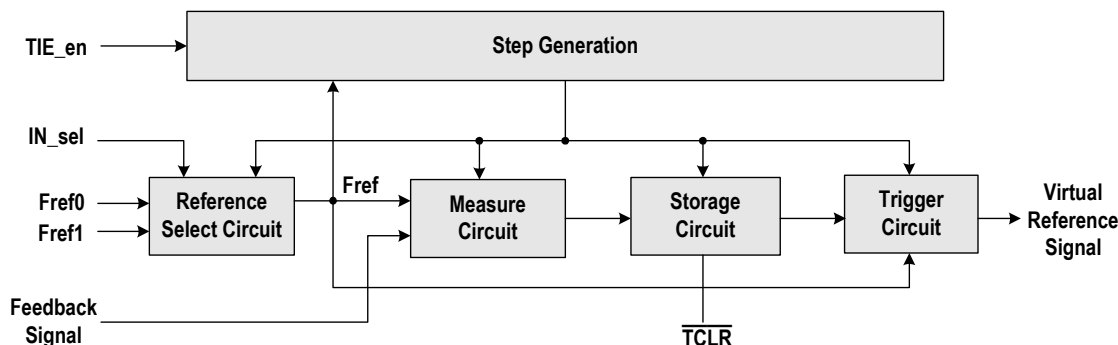 TIE_en
Step Generation
IN_sel
Fref0
Fref1
Reference
Select Circuit
Fref
Measure
Circuit
Storage
Circuit
Trigger
Circuit
Virtual
Reference
Signal
Feedback
Signal
TCLR